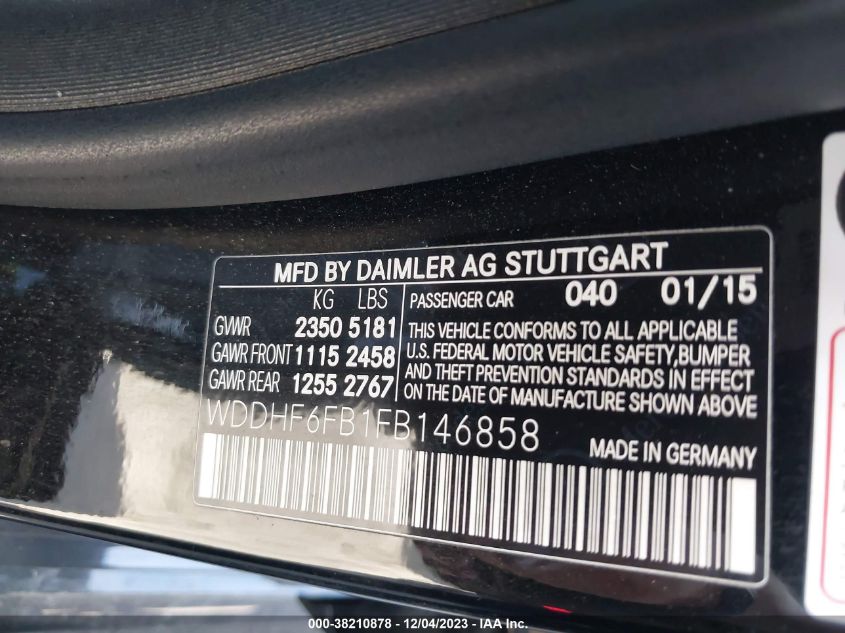 MFD BY DAIMLER AG STUTTGART
KG LBS
GVWR 2350 5181
GAWR FRONT 1115 2458
GAWR REAR 1255 2767
PASSENGER CAR 040 01/15
THIS VEHICLE CONFORMS TO ALL APPLICABLE
U.S. FEDERAL MOTOR VEHICLE SAFETY,BUMPER
AND THEFT PREVENTION STANDARDS IN EFFECT
ON THE DATE OF MANUFACTURE SHOWN ABOVE.
WDDHF6FB1FB146858
MADE IN GERMANY
000-38210878 - 12/04/2023 - IAA Inc.